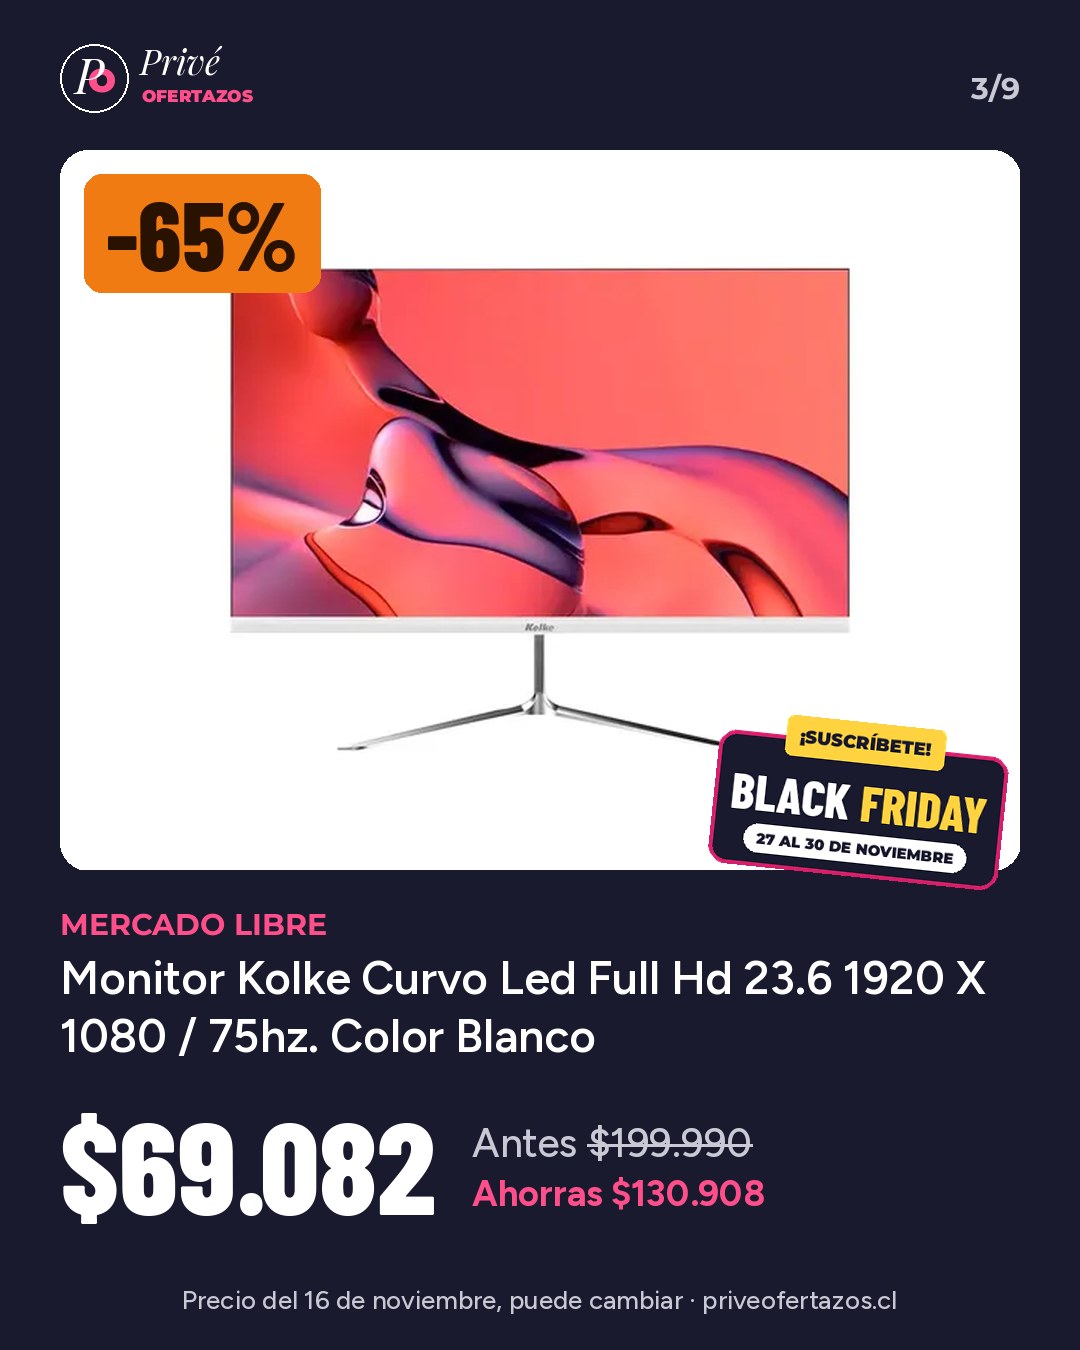 Privé
OFERTAZOS
3/9
-65%
Kolke
¡SUSCRÍBETE!
BLACK FRIDAY
27 AL 30 DE NOVIEMBRE
MERCADO LIBRE
Monitor Kolke Curvo Led Full Hd 23.6 1920 X
1080 / 75hz. Color Blanco
$69.082
Antes $199.990
Ahorras $130.908
Precio del 16 de noviembre, puede cambiar · priveofertazos.cl